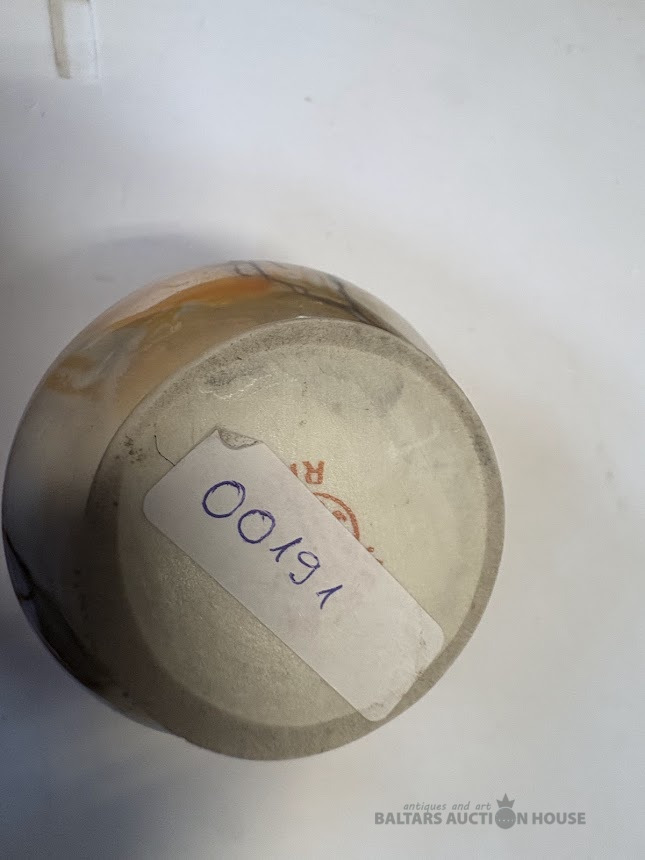 00191
antiques and art
BALTARS AUCTION HOUSE